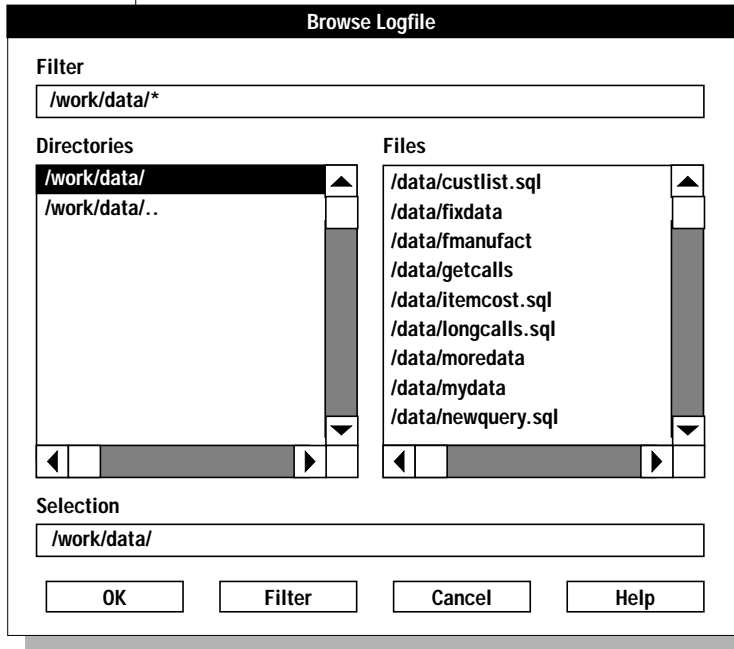 Browse Logfile
Filter
/work/data/*
Directories
/work/data/
/work/data/..
Files
/data/custlist.sql
/data/fixdata
/data/fmanufact
/data/getcalls
/data/itemcost.sql
/data/longcalls.sql
/data/moredata
/data/mydata
/data/newquery.sql
Selection
/work/data/
OK Filter Cancel Help